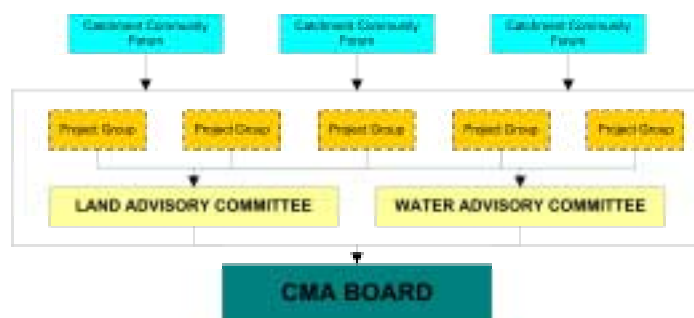 Catchment Community
Forum
Catchment Community
Forum
Catchment Community
Forum
Project Group
Project Group
Project Group
Project Group
Project Group
LAND ADVISORY COMMITTEE
WATER ADVISORY COMMITTEE
CMA BOARD